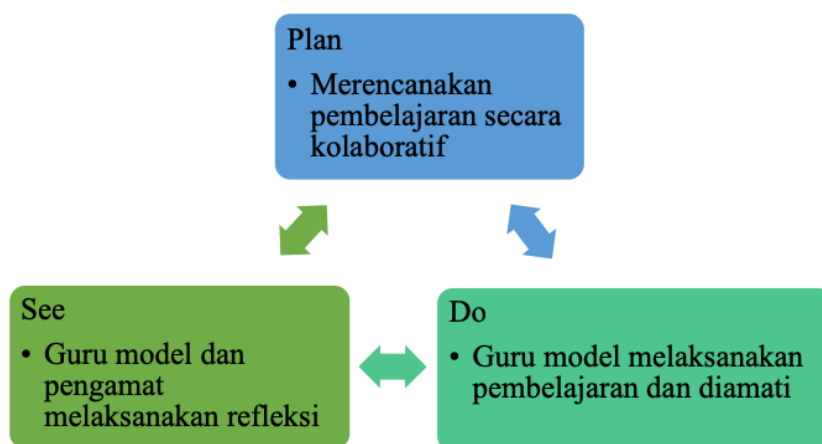 Plan
• Merencanakan
pembelajaran secara
kolaboratif
See
• Guru model dan
pengamat
melaksanakan refleksi
Do
• Guru model melaksanakan
pembelajaran dan diamati